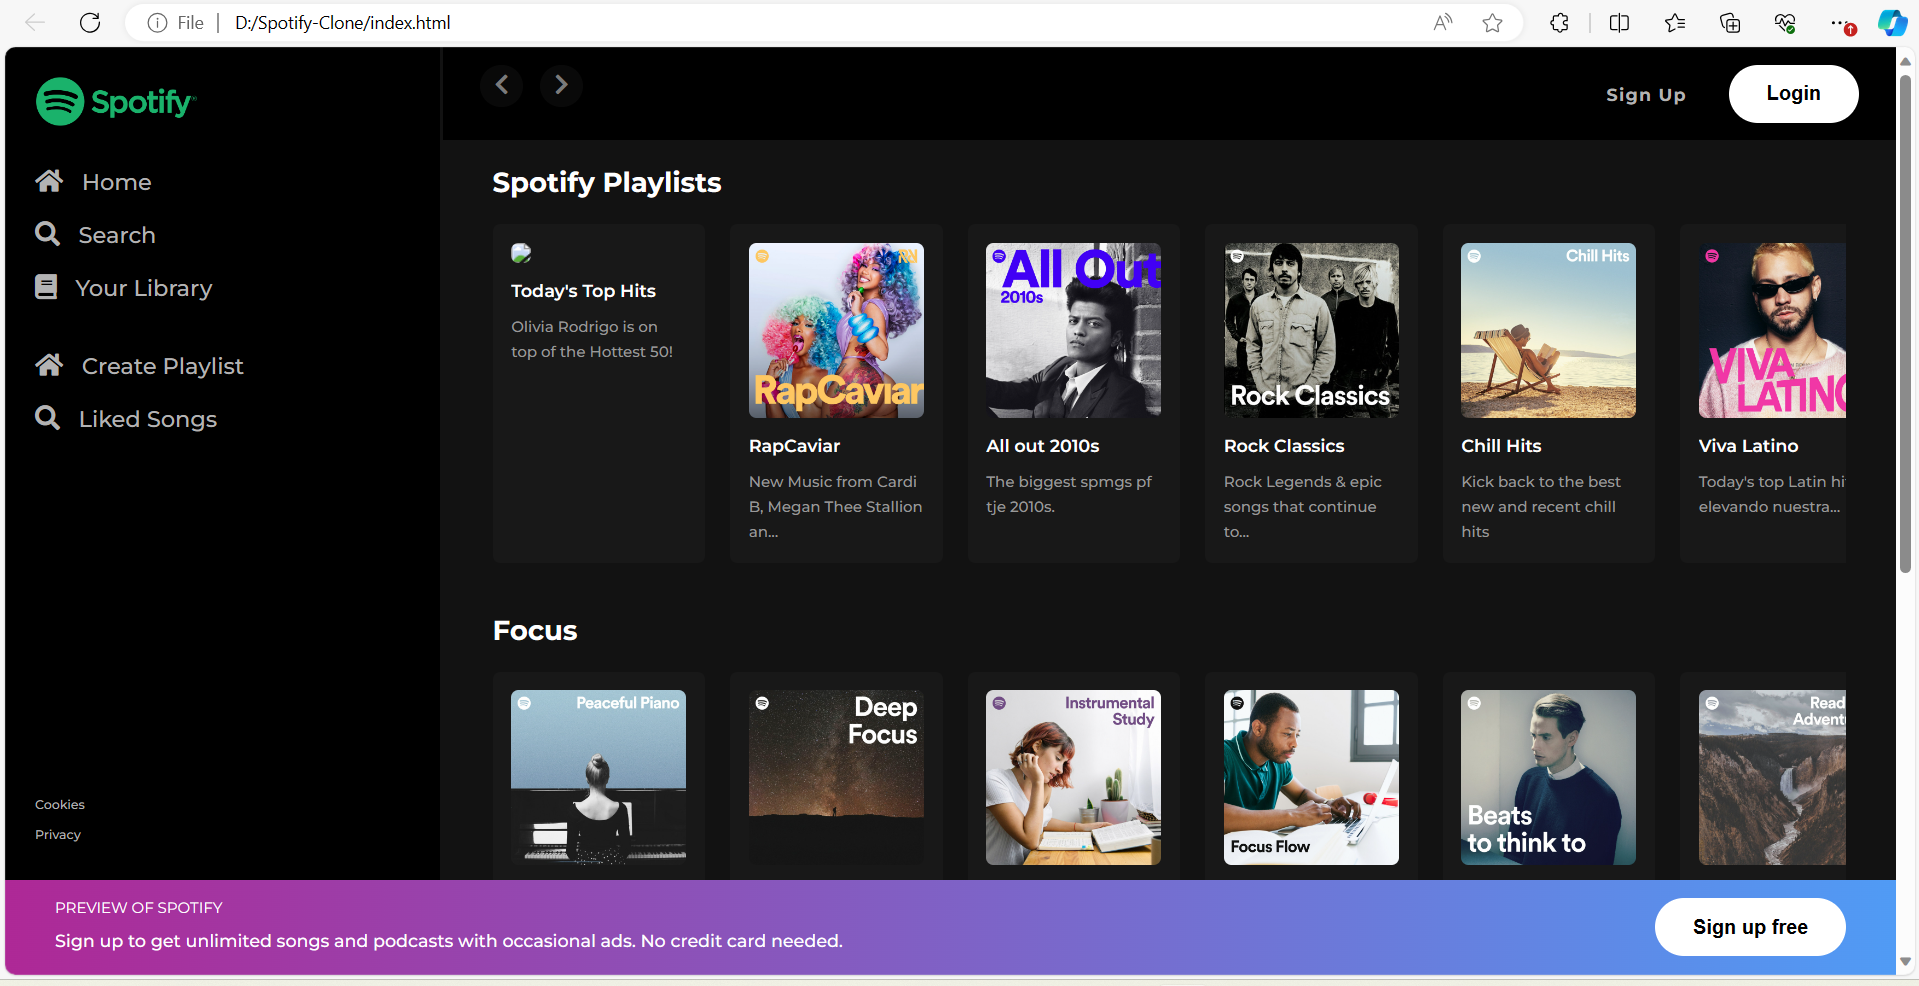 File
D:/Spotify-Clone/index.html
Spotify
Sign Up
Login
Home
Search
Your Library
Create Playlist
Liked Songs
Cookies
Privacy
Spotify Playlists
Today's Top Hits
Olivia Rodrigo is on
top of the Hottest 50!
RapCaviar
RapCaviar
New Music from Cardi
B, Megan Thee Stallion
an...
All Out
2010s
All out 2010s
The biggest spmgs pf
tje 2010s.
Rock Classics
Rock Classics
Rock Legends & epic
songs that continue
to...
Chill Hits
Chill Hits
Kick back to the best
new and recent chill
hits
VIVA
LATINO
Viva Latino
Today's top Latin hi
elevando nuestra...
Focus
Peaceful Piano
Deep
Focus
Instrumental
Study
Focus Flow
Beats
to think to
Read
Advent
PREVIEW OF SPOTIFY
Sign up to get unlimited songs and podcasts with occasional ads. No credit card needed.
Sign up free